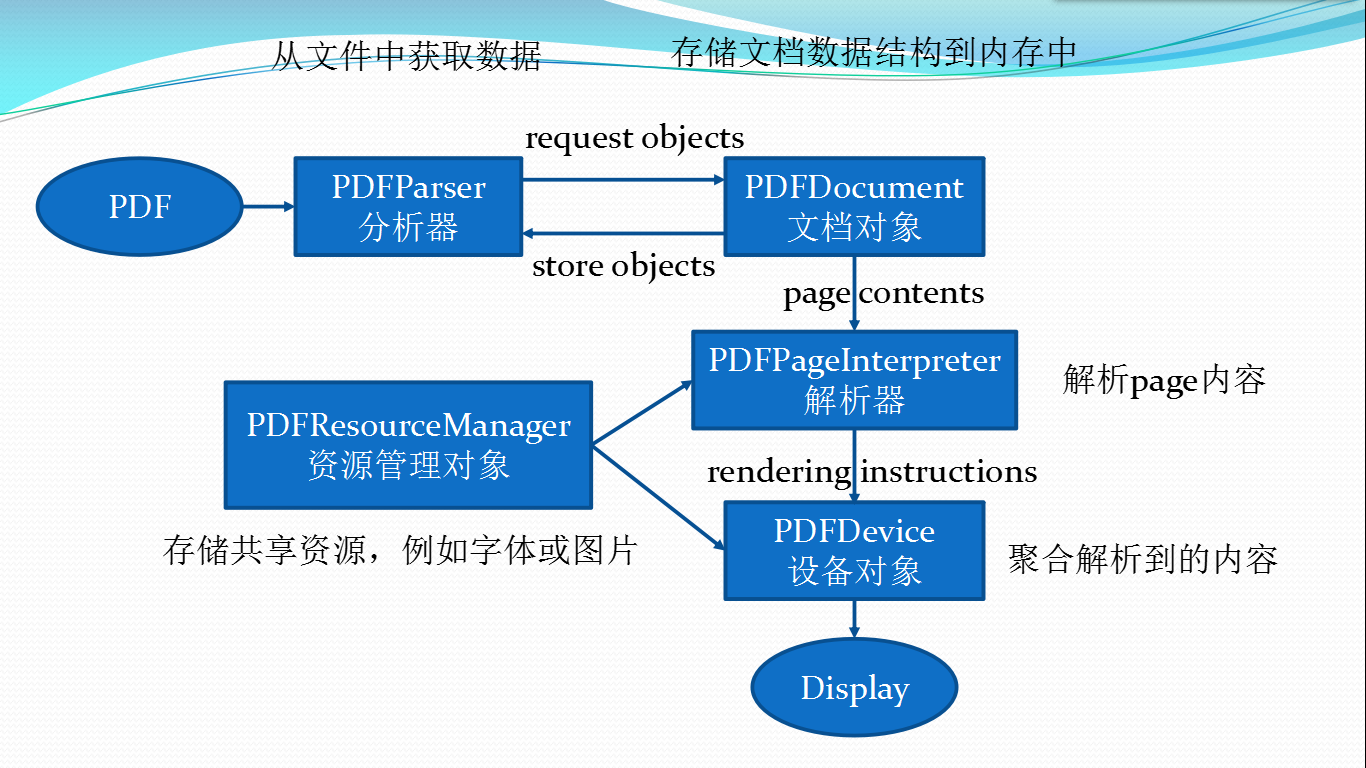 从文件中获取数据
存储文档数据结构到内存中
request objects
PDF
PDFParser
分析器
PDFDocument
文档对象
store objects
page contents
PDFPageInterpreter
解析器
解析page内容
PDFResourceManager
资源管理对象
rendering instructions
存储共享资源，例如字体或图片
PDFDevice
设备对象
聚合解析到的内容
Display